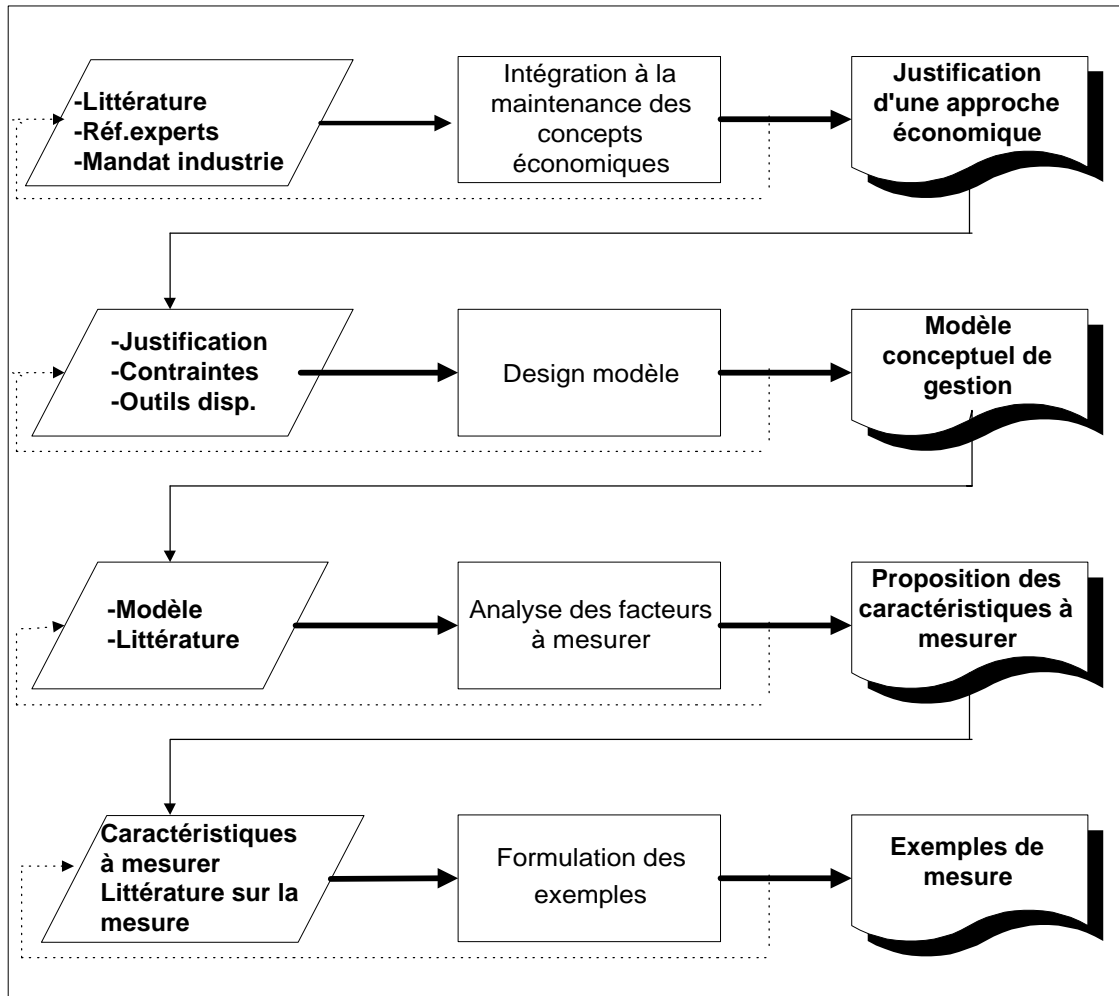 -Littérature
-Réf.experts
-Mandat industrie
Intégration à la
maintenance des
concepts
économiques
Justification
d'une approche
économique
-Justification
-Contraintes
-Outils disp.
Design modèle
Modèle
conceptuel de
gestion
-Modèle
-Littérature
Analyse des facteurs
à mesurer
Proposition des
caractéristiques à
mesurer
Caractéristiques
à mesurer
Littérature sur la
mesure
Formulation des
exemples
Exemples de
mesure